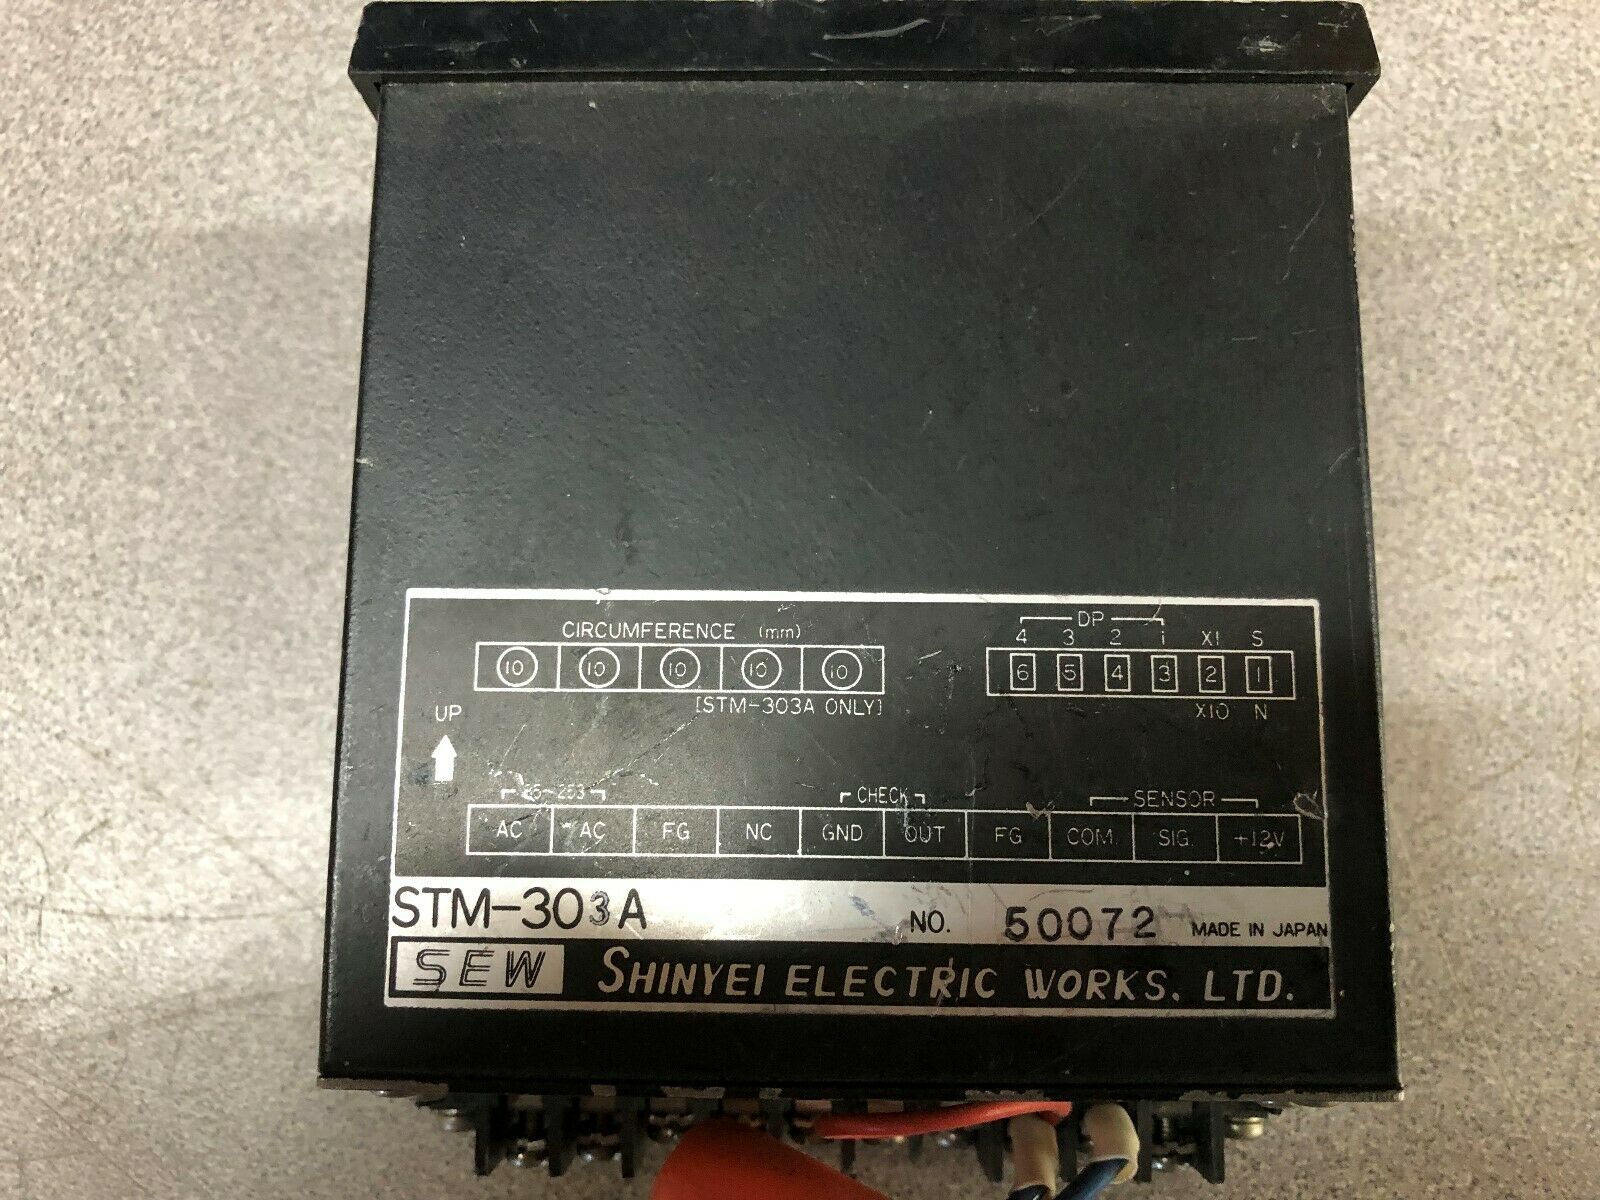 CIRCUMFERENCE (mm)
10 10 10 10 10
[STM-303A ONLY]
DP
4 3 2 1 X1 S
6 5 4 3 2 1
X10 N
UP
85~253
CHECK
SENSOR
AC AC FG NC GND OUT FG COM. SIG. +12V
STM-303A NO. 50072 MADE IN JAPAN
SEW SHINYEI ELECTRIC WORKS. LTD.